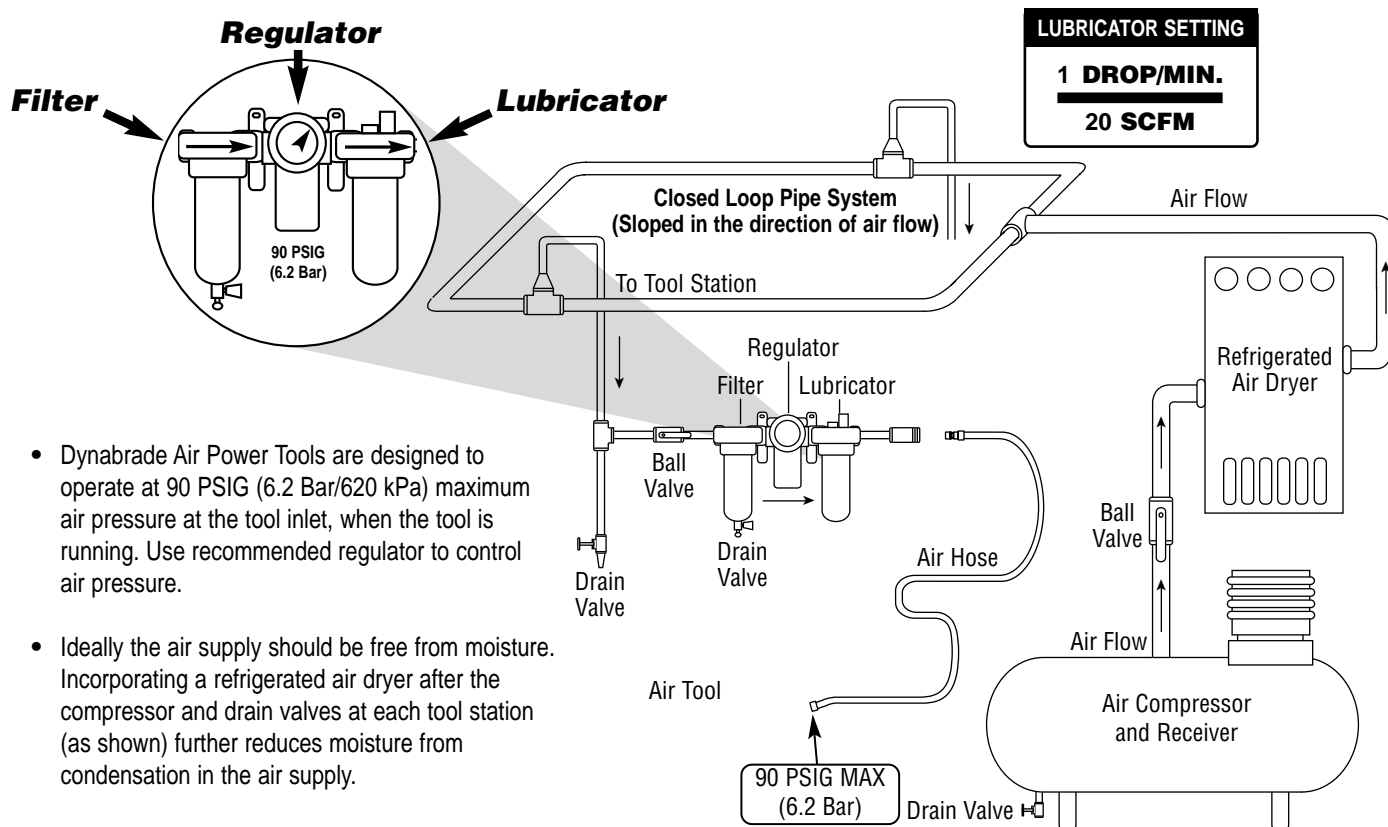 Regulator
Filter
Lubricator
90 PSIG
(6.2 Bar)
LUBRICATOR SETTING
1 DROP/MIN.
20 SCFM
Closed Loop Pipe System
(Sloped in the direction of air flow)
Air Flow
To Tool Station
Refrigerated
Air Dryer
Regulator
Filter
Lubricator
Ball
Valve
Drain
Valve
Drain
Valve
Air Hose
Ball
Valve
Air Flow
Air Tool
Air Compressor
and Receiver
90 PSIG MAX
(6.2 Bar)
Drain Valve
• Dynabrade Air Power Tools are designed to
operate at 90 PSIG (6.2 Bar/620 kPa) maximum
air pressure at the tool inlet, when the tool is
running. Use recommended regulator to control
air pressure.
• Ideally the air supply should be free from moisture.
Incorporating a refrigerated air dryer after the
compressor and drain valves at each tool station
(as shown) further reduces moisture from
condensation in the air supply.